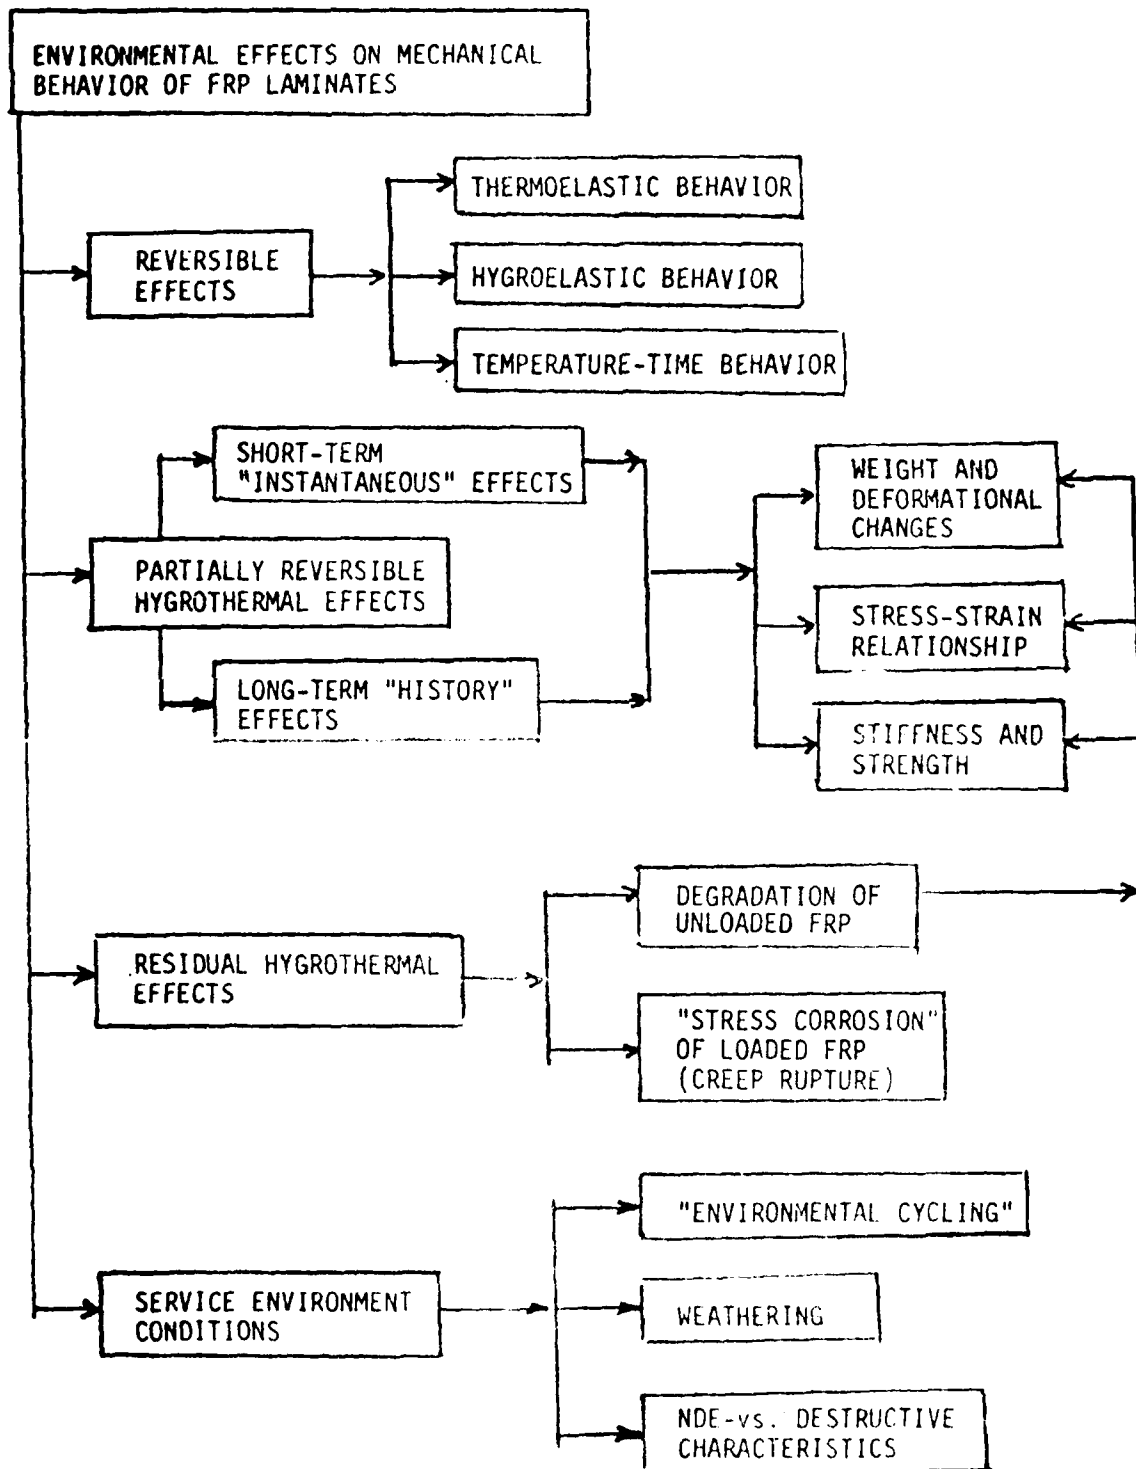 ENVIRONMENTAL EFFECTS ON MECHANICAL
BEHAVIOR OF FRP LAMINATES
THERMOELASTIC BEHAVIOR
REVERSIBLE
EFFECTS
HYGROELASTIC BEHAVIOR
TEMPERATURE-TIME BEHAVIOR
SHORT-TERM
"INSTANTANEOUS" EFFECTS
WEIGHT AND
DEFORMATIONAL
CHANGES
PARTIALLY REVERSIBLE
HYGROTHERMAL EFFECTS
STRESS-STRAIN
RELATIONSHIP
LONG-TERM "HISTORY"
EFFECTS
STIFFNESS AND
STRENGTH
DEGRADATION OF
UNLOADED FRP
RESIDUAL HYGROTHERMAL
EFFECTS
"STRESS CORROSION"
OF LOADED FRP
(CREEP RUPTURE)
"ENVIRONMENTAL CYCLING"
SERVICE ENVIRONMENT
CONDITIONS
WEATHERING
NDE-vs. DESTRUCTIVE
CHARACTERISTICS